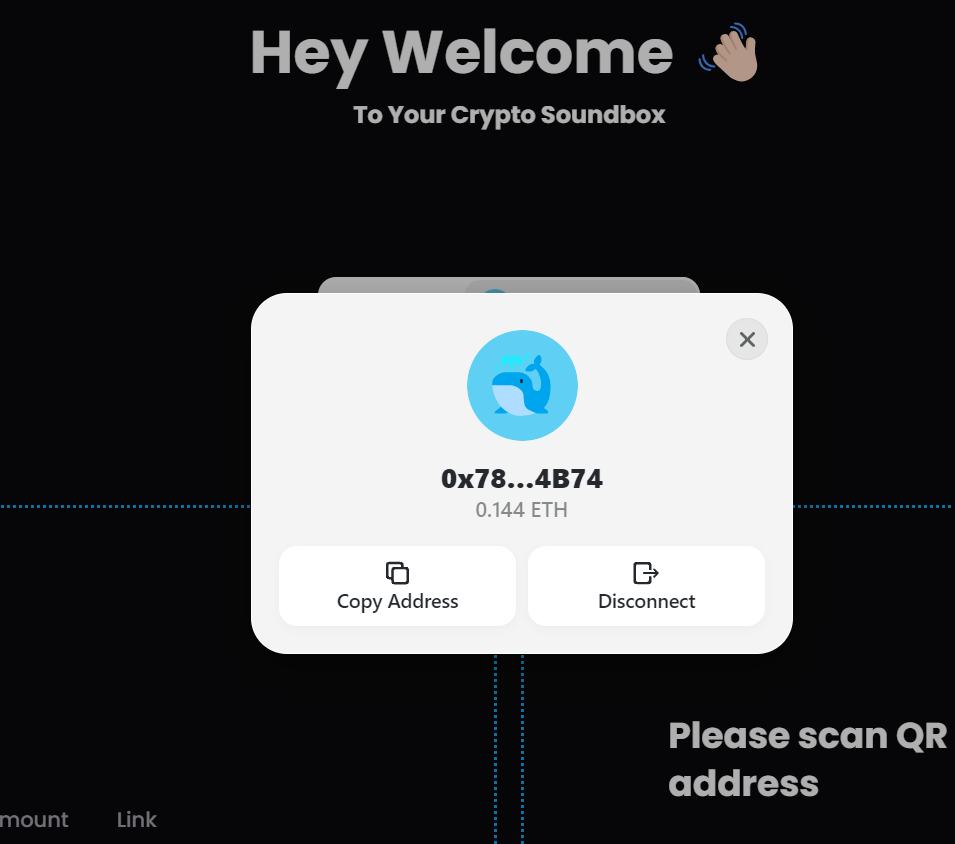 Hey Welcome 👋🏼
To Your Crypto Soundbox
0x78...4B74
0.144 ETH
Copy Address
Disconnect
Please scan QR
address
mount
Link